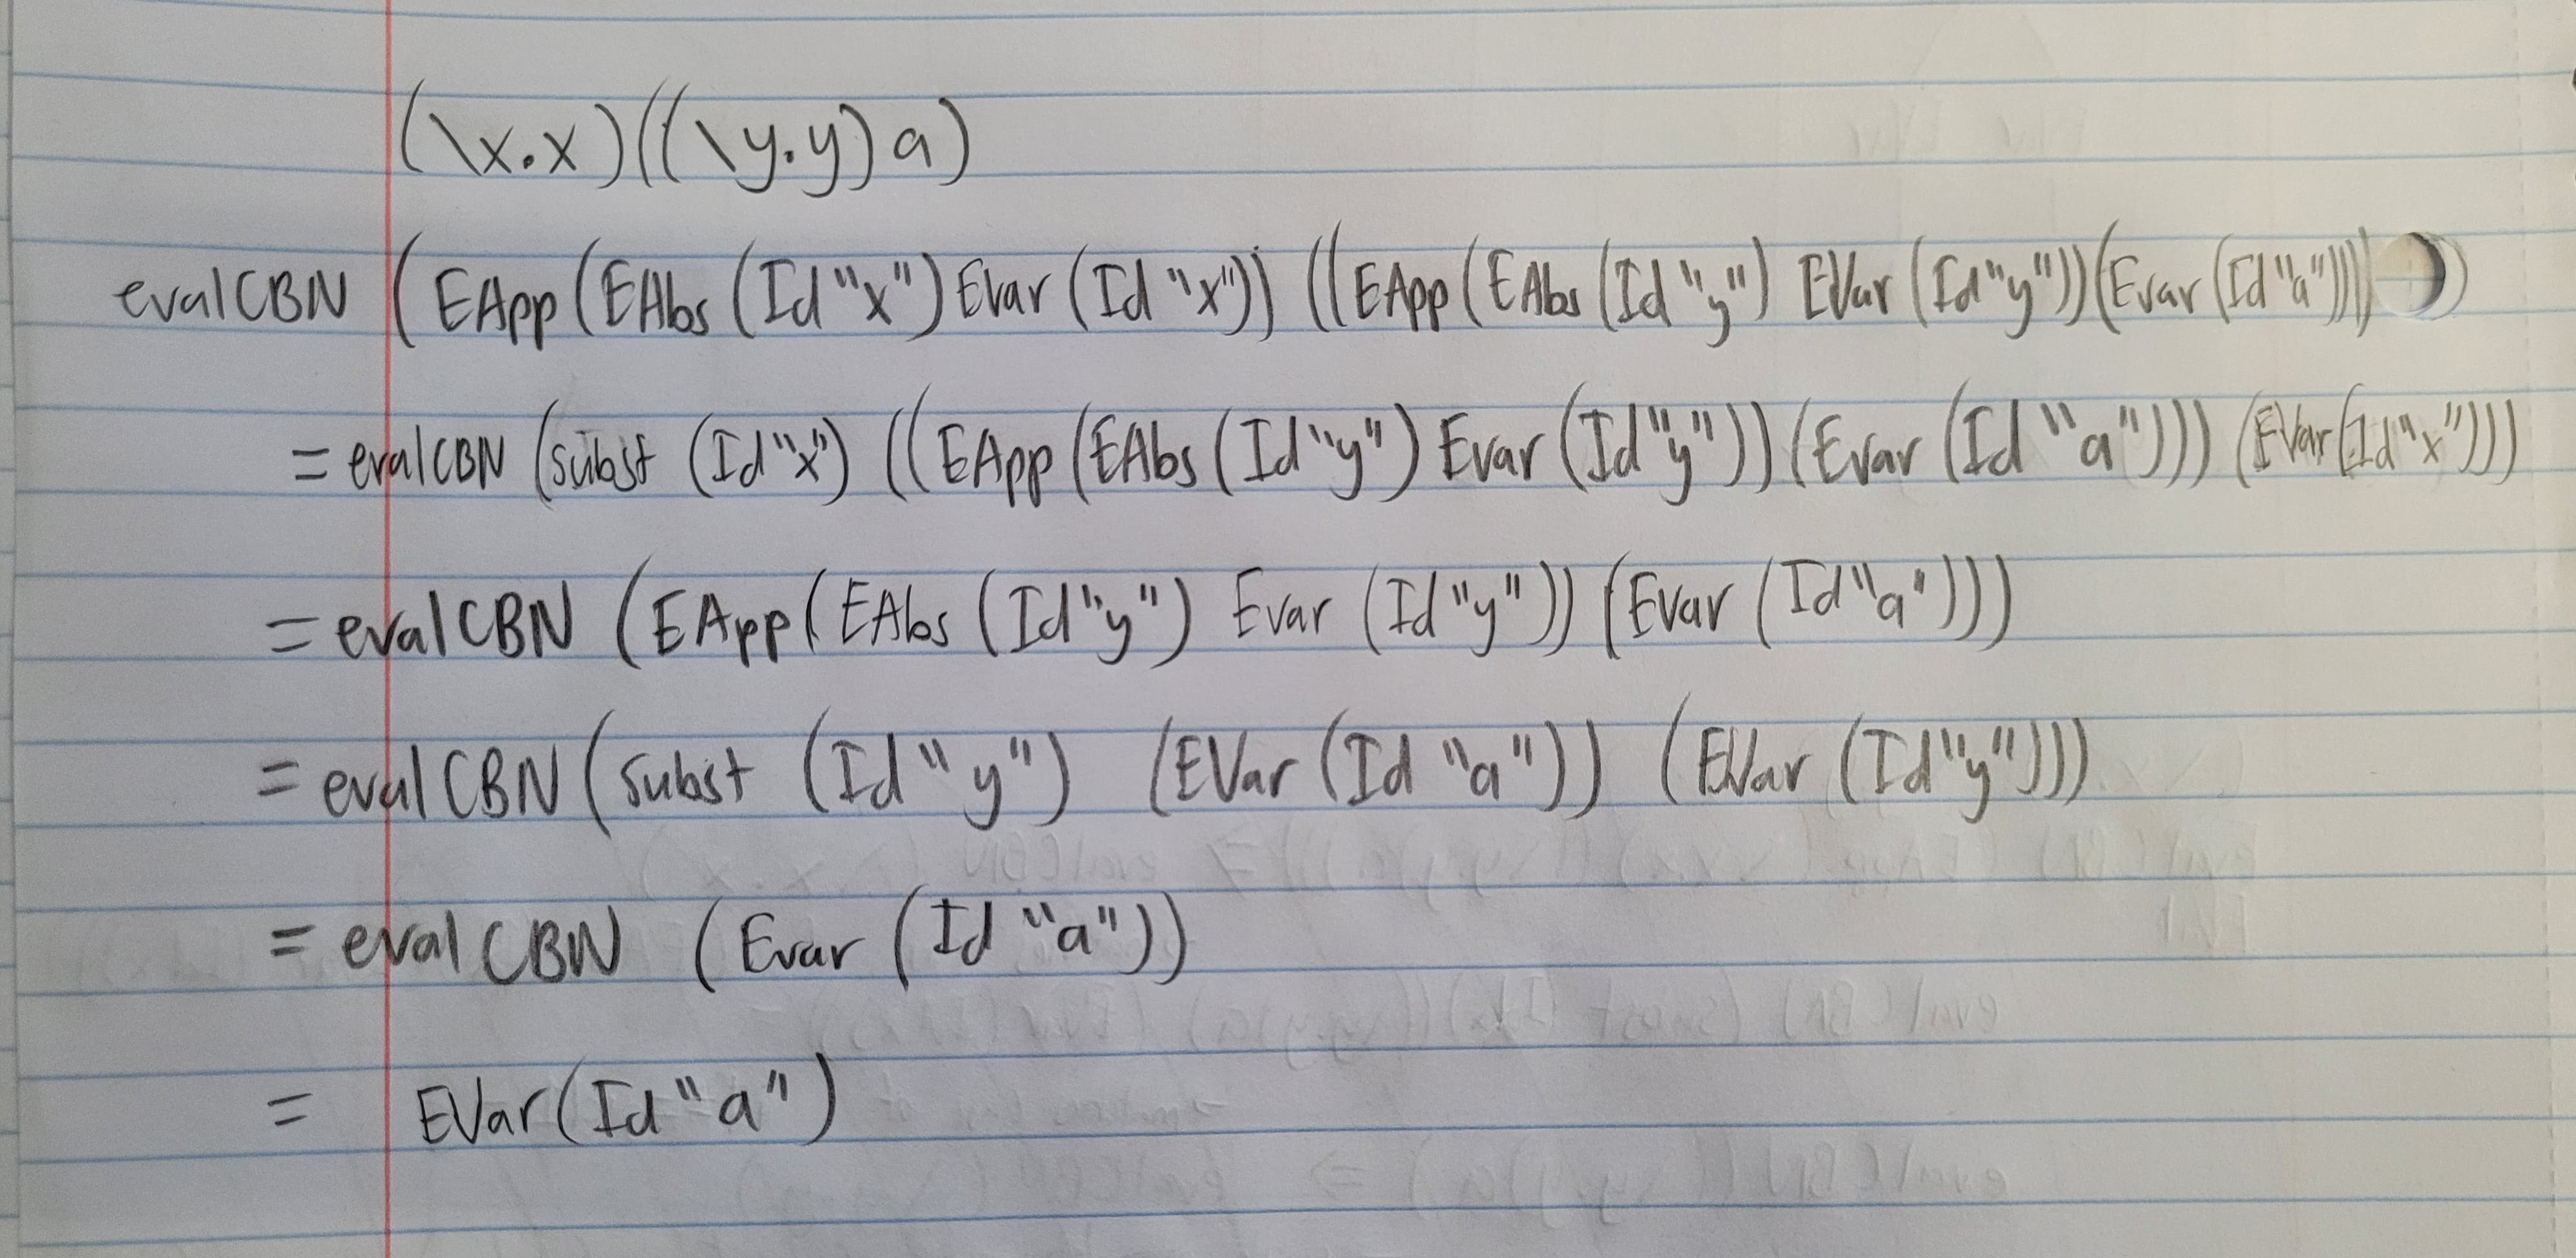 (\x.x)((\y.y)a)
evalCBN (EApp(EAbs(Id"x")Evar(Id "x")) ((EApp(EAbs(Id"y") EVar(Id"y"))(Evar(Id"a"))))
= evalCBN (subst (Id"x") ((EApp(EAbs(Id"y") Evar(Id"y"))(Evar(Id "a"))) (EVar(Id"x")))
= evalCBN (EApp(EAbs(Id"y") Evar (Id"y")) (Evar (Id"a")))
= evalCBN (subst (Id "y") (EVar (Id "a")) (EVar (Id"y")))
= evalCBN (Evar (Id "a"))
= EVar(Id "a")